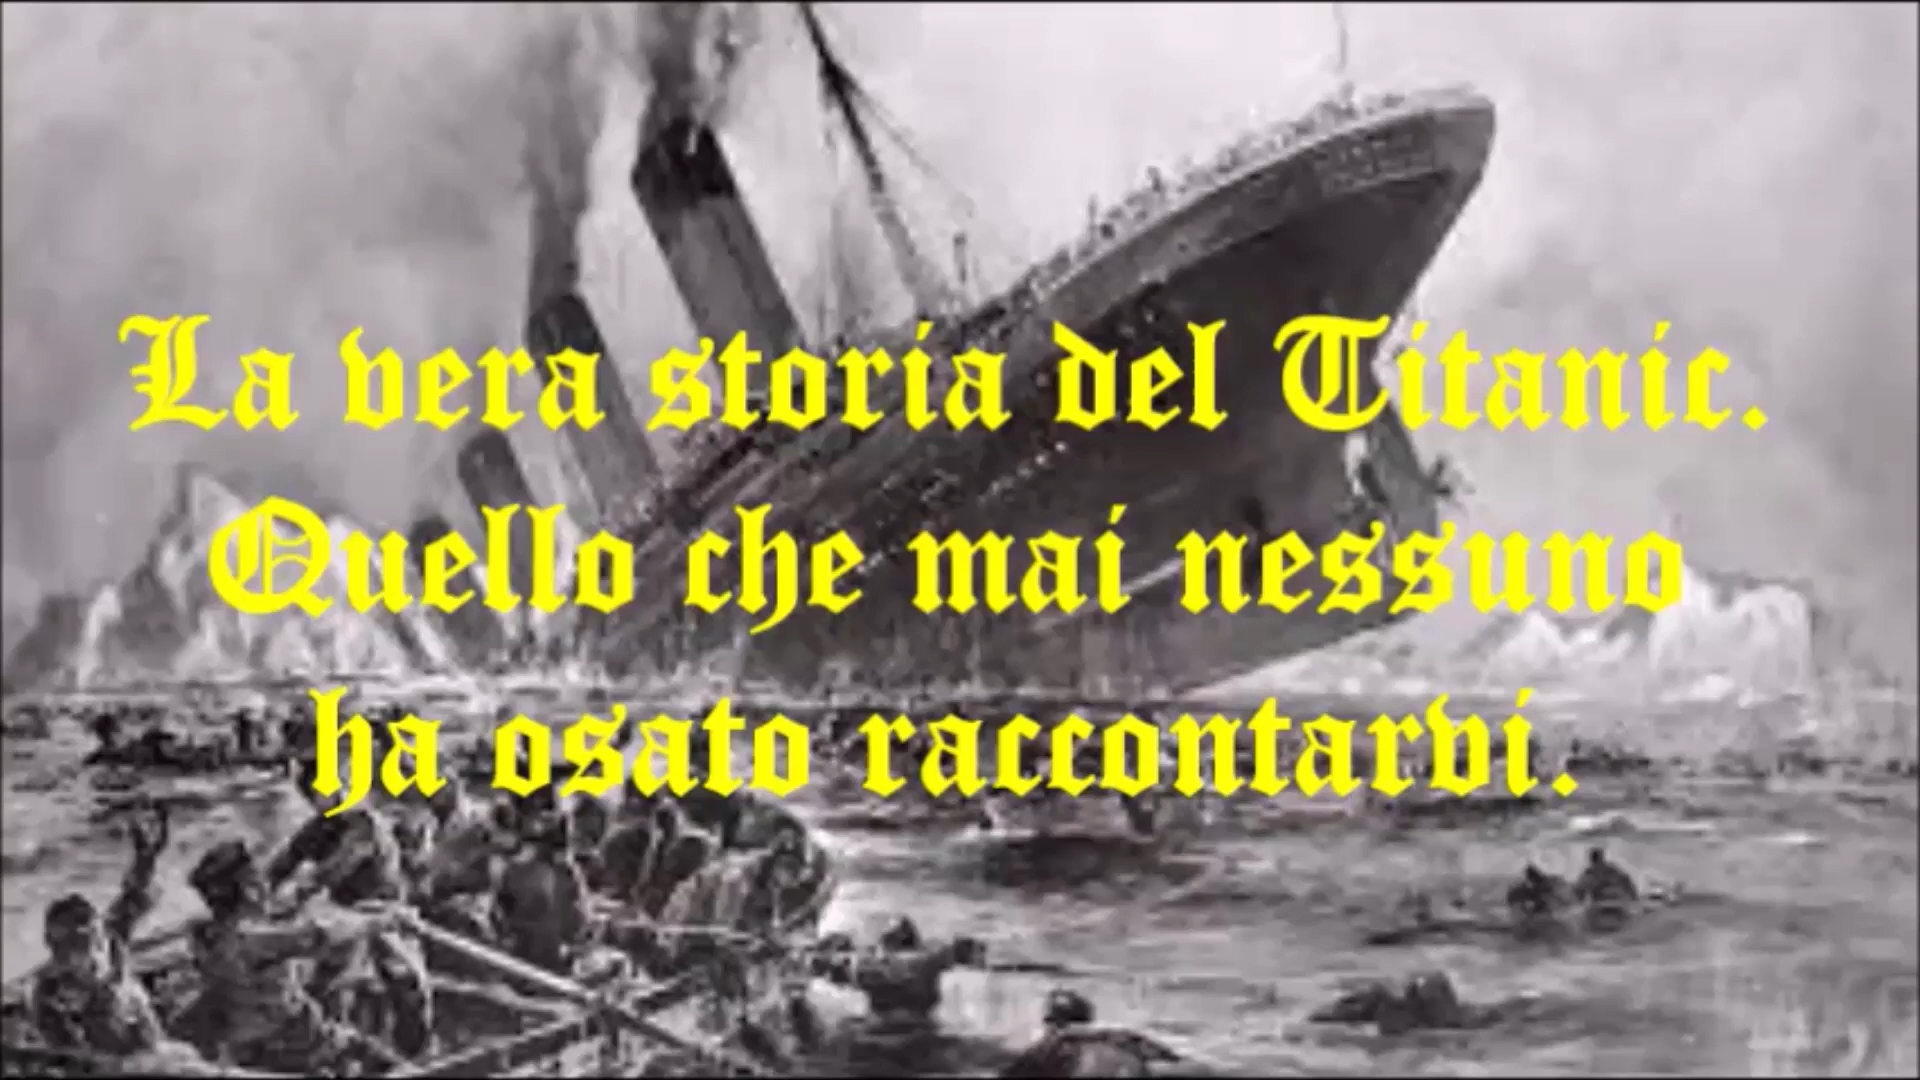 La vera storia del Titanic.
Quello che mai nessuno
ha osato raccontarvi.